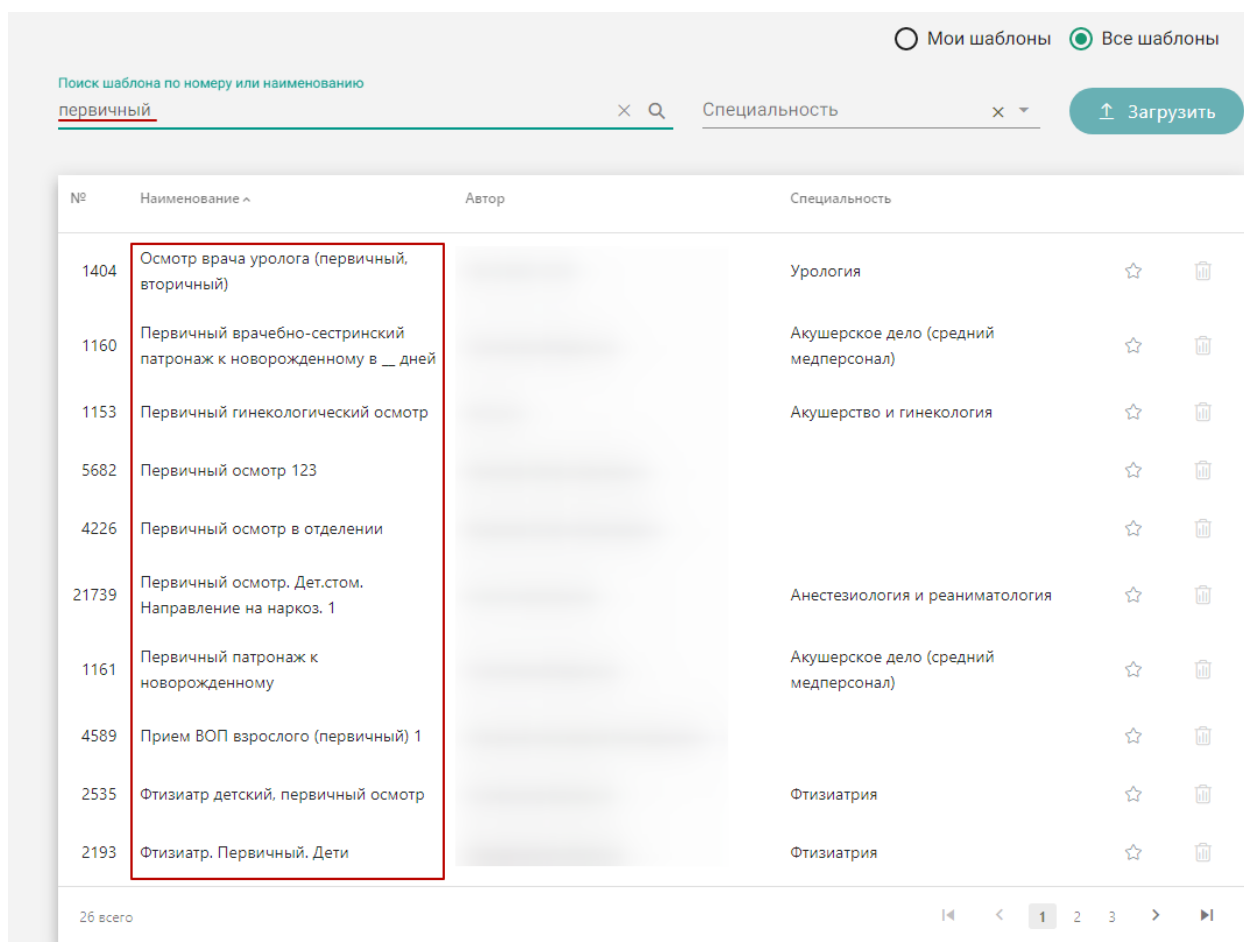 Мои шаблоны Все шаблоны
Поиск шаблона по номеру или наименованию
первичный Специальность Загрузить
№ Наименование Автор Специальность
1404 Осмотр врача уролога (первичный, Урология
вторичный)
1160 Первичный врачебно-сестринский Акушерское дело (средний
патронаж к новорожденному в __ дней медперсонал)
1153 Первичный гинекологический осмотр Акушерство и гинекология
5682 Первичный осмотр 123
4226 Первичный осмотр в отделении
21739 Первичный осмотр. Дет.стом. Анестезиология и реаниматология
Направление на наркоз. 1
1161 Первичный патронаж к Акушерское дело (средний
новорожденному медперсонал)
4589 Прием ВОП взрослого (первичный) 1
2535 Фтизиатр детский, первичный осмотр Фтизиатрия
2193 Фтизиатр. Первичный. Дети Фтизиатрия
26 всего 1 2 3